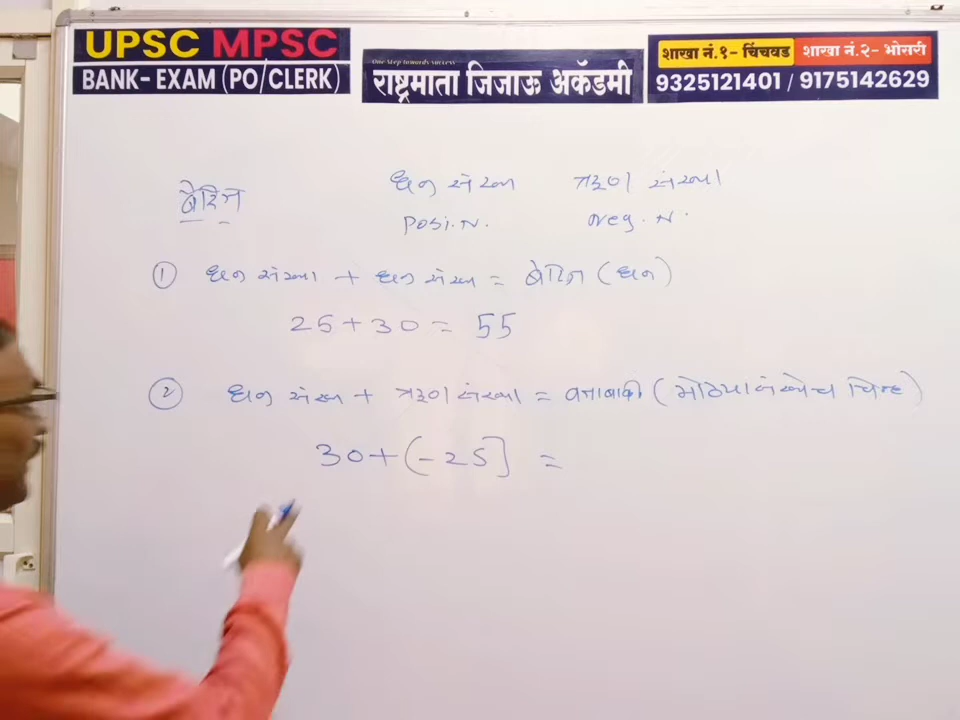 UPSC MPSC
BANK- EXAM (PO/CLERK)
One Step towards success
राष्ट्रमाता जिजाऊ अकॅडमी
शाखा नं.१- चिंचवड शाखा नं.२- भोसरी
9325121401 / 9175142629
बेरिज धन संख्या ऋण संख्या
Posi. N. Neg. N.
① धन संख्या + धन संख्या = बेरिज (धन)
25 + 30 = 55
② धन संख्या + ऋण संख्या = वजाबाकी (मोठ्या संख्येच चिन्ह)
30 + (-25] =